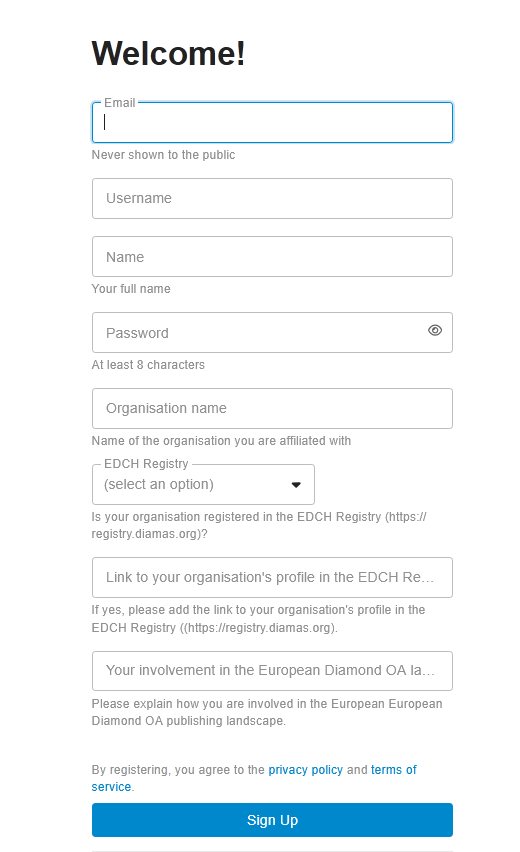 Welcome!
Email
Never shown to the public
Username
Name
Your full name
Password
At least 8 characters
Organisation name
Name of the organisation you are affiliated with
EDCH Registry
(select an option)
Is your organisation registered in the EDCH Registry (https://
registry.diamas.org)?
Link to your organisation's profile in the EDCH Re...
If yes, please add the link to your organisation's profile in the
EDCH Registry ((https://registry.diamas.org).
Your involvement in the European Diamond OA la...
Please explain how you are involved in the European European
Diamond OA publishing landscape.
By registering, you agree to the privacy policy and terms of
service.
Sign Up